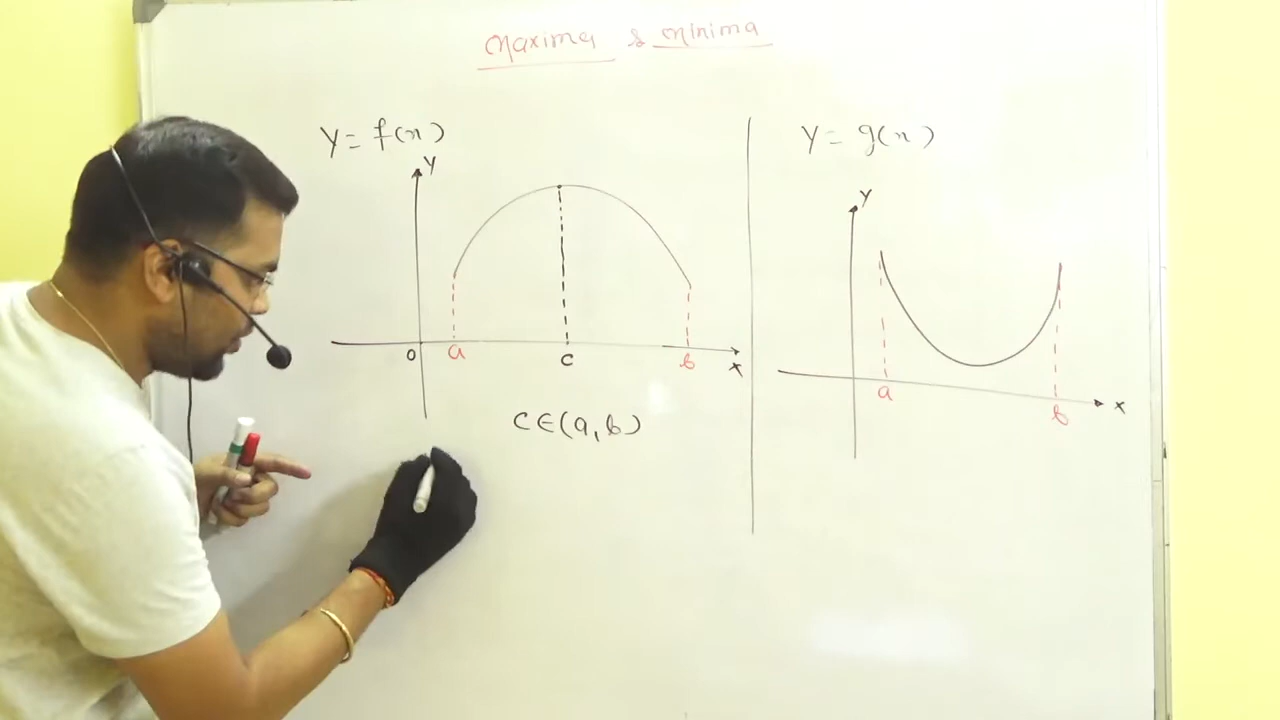 Maxima & Minima
y = f(x)
y
o a c b x
c ∈ (a, b)
y = g(x)
y
a b x